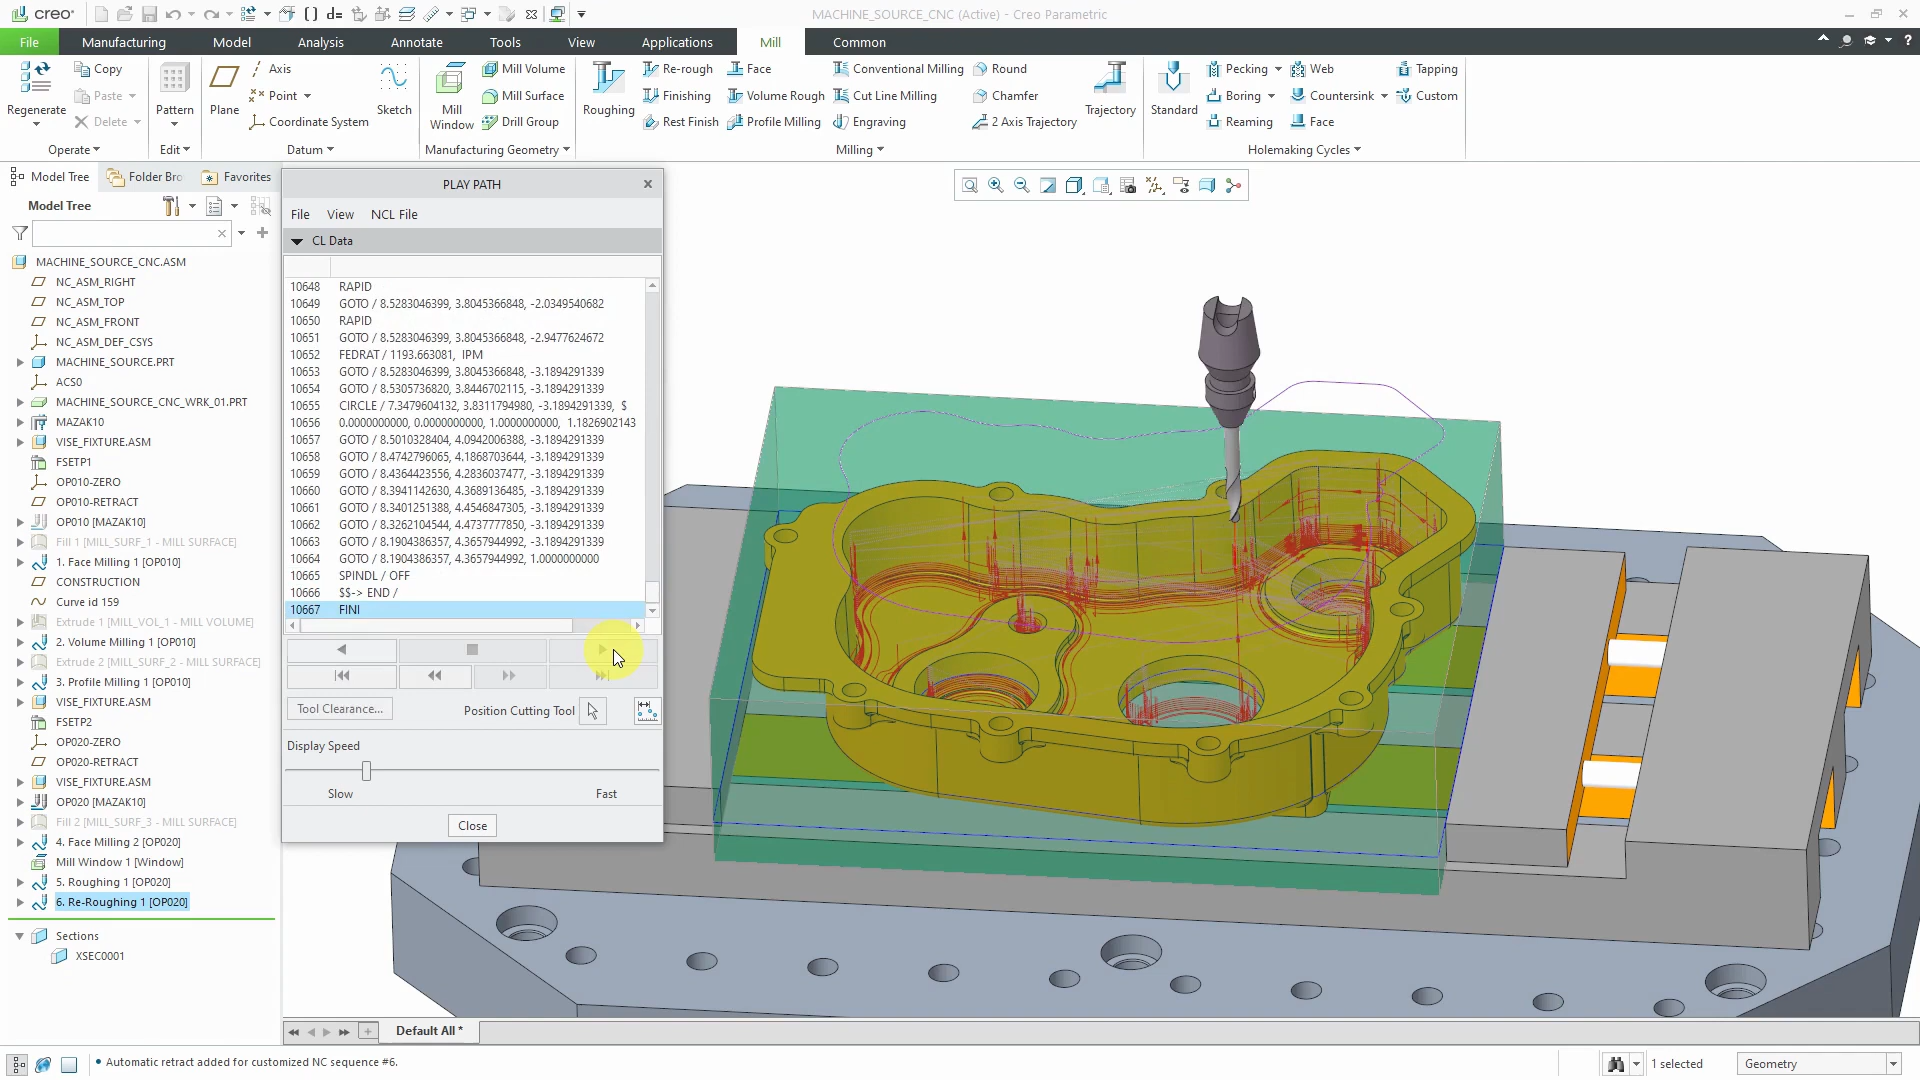 creo
MACHINE_SOURCE_CNC (Active) - Creo Parametric
File
Manufacturing
Model
Analysis
Annotate
Tools
View
Applications
Mill
Common
Regenerate
Copy
Paste
Delete
Operate
Pattern
Edit
Plane
Axis
Point
Coordinate System
Sketch
Datum
Mill Window
Mill Volume
Mill Surface
Drill Group
Manufacturing Geometry
Roughing
Re-rough
Finishing
Rest Finish
Face
Volume Rough
Profile Milling
Conventional Milling
Cut Line Milling
Engraving
Round
Chamfer
2 Axis Trajectory
Trajectory
Milling
Standard
Pecking
Boring
Reaming
Web
Countersink
Face
Tapping
Custom
Holemaking Cycles
Model Tree
Folder Bro
Favorites
Model Tree
MACHINE_SOURCE_CNC.ASM
NC_ASM_RIGHT
NC_ASM_TOP
NC_ASM_FRONT
NC_ASM_DEF_CSYS
MACHINE_SOURCE.PRT
ACS0
MACHINE_SOURCE_CNC_WRK_01.PRT
MAZAK10
VISE_FIXTURE.ASM
FSETP1
OP010-ZERO
OP010-RETRACT
OP010 [MAZAK10]
Fill 1 [MILL_SURF_1 - MILL SURFACE]
1. Face Milling 1 [OP010]
CONSTRUCTION
Curve id 159
Extrude 1 [MILL_VOL_1 - MILL VOLUME]
2. Volume Milling 1 [OP010]
Extrude 2 [MILL_SURF_2 - MILL SURFACE]
3. Profile Milling 1 [OP010]
VISE_FIXTURE.ASM
FSETP2
OP020-ZERO
OP020-RETRACT
VISE_FIXTURE.ASM
OP020 [MAZAK10]
Fill 2 [MILL_SURF_3 - MILL SURFACE]
4. Face Milling 2 [OP020]
Mill Window 1 [Window]
5. Roughing 1 [OP020]
6. Re-Roughing 1 [OP020]
Sections
XSEC0001
PLAY PATH
File View NCL File
CL Data
10648 RAPID
10649 GOTO / 8.5283046399, 3.8045366848, -2.0349540682
10650 RAPID
10651 GOTO / 8.5283046399, 3.8045366848, -2.9477624672
10652 FEDRAT / 1193.663081, IPM
10653 GOTO / 8.5283046399, 3.8045366848, -3.1894291339
10654 GOTO / 8.5305736820, 3.8446702115, -3.1894291339
10655 CIRCLE / 7.3479604132, 3.8311794980, -3.1894291339, $
10656 0.0000000000, 0.0000000000, 1.0000000000, 1.1826902143
10657 GOTO / 8.5010328404, 4.0942006388, -3.1894291339
10658 GOTO / 8.4742796065, 4.1868703644, -3.1894291339
10659 GOTO / 8.4364423556, 4.2836037477, -3.1894291339
10660 GOTO / 8.3941142630, 4.3689136485, -3.1894291339
10661 GOTO / 8.3401251388, 4.4546847305, -3.1894291339
10662 GOTO / 8.3262104544, 4.4737777850, -3.1894291339
10663 GOTO / 8.1904386357, 4.3657944992, -3.1894291339
10664 GOTO / 8.1904386357, 4.3657944992, 1.0000000000
10665 SPINDL / OFF
10666 $$-> END /
10667 FINI
Tool Clearance...
Position Cutting Tool
Display Speed
Slow
Fast
Close
Default All *
• Automatic retract added for customized NC sequence #6.
1 selected
Geometry